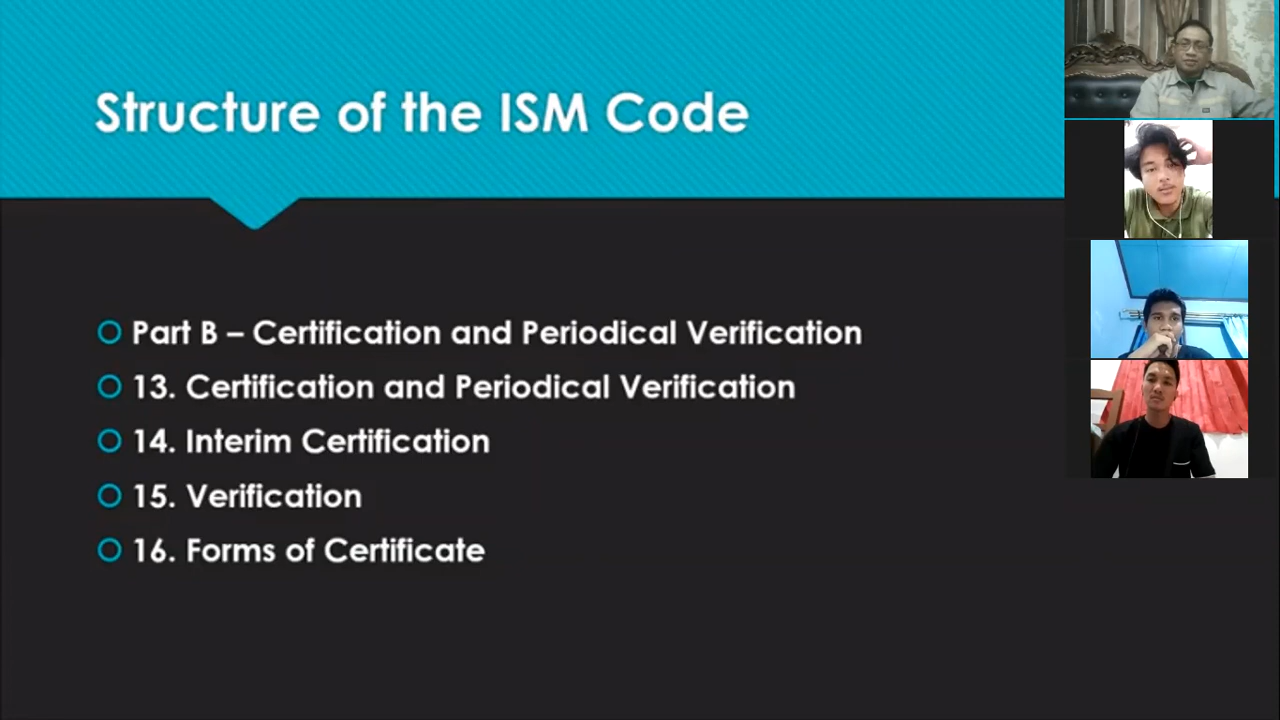 Structure of the ISM Code
Part B – Certification and Periodical Verification
13. Certification and Periodical Verification
14. Interim Certification
15. Verification
16. Forms of Certificate